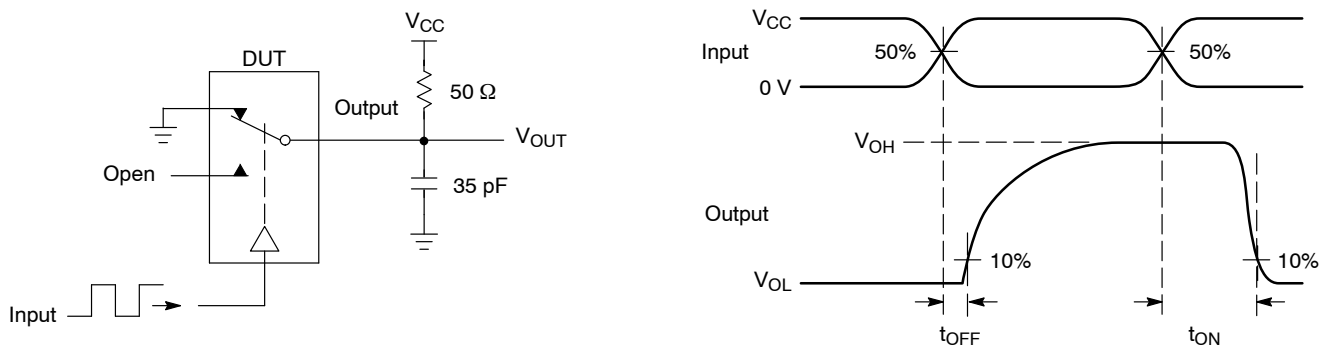 V_CC
DUT
50 Ω
Output
V_OUT
Open
35 pF
Input
V_CC
Input
50%
50%
0 V
V_OH
Output
10%
10%
V_OL
t_OFF
t_ON